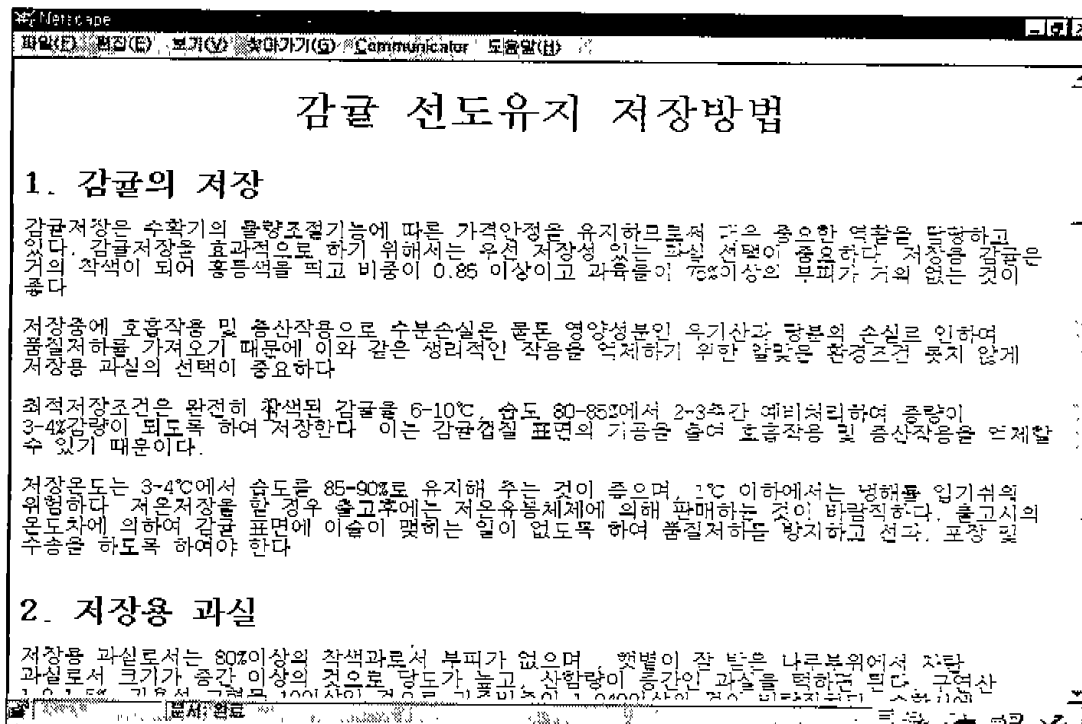 Netscape
파일(F) 편집(E) 보기(V) 찾아가기(G) Communicator 도움말(H)
감귤 선도유지 저장방법
1. 감귤의 저장
감귤저장은 수확기의 물량조절기능에 따른 가격안정을 유지하므로써 중요한 역할을 담당하고
있다. 감귤저장을 효과적으로 하기 위해서는 우선 저장성 있는 과실 선택이 중요하다. 저장용 감귤은
거의 착색이 되어 홍등색을 띄고 비중이 0.85 이상이고 과육률이 75%이상의 부피가 거의 없는 것이
좋다
저장중에 호흡작용 및 증산작용으로 수분손실은 물론 영양성분인 유기산과 당분의 손실로 인하여
품질저하를 가져오기 때문에 이와 같은 생리적인 작용을 억제하기 위한 알맞은 환경조건 못지 않게
저장용 과실의 선택이 중요하다
최적저장조건은 완전히 착색된 감귤을 6-10℃, 습도 80-85%에서 2-3주간 예비처리하여 중량이
3-4%감량이 되도록 하여 저장한다 이는 감귤껍질 표면의 기공을 줄여 호흡작용 및 증산작용을 억제할
수 있기 때문이다.
저장온도는 3-4℃에서 습도를 85-90%로 유지해 주는 것이 좋으며, 1℃ 이하에서는 냉해를 입기쉬워
위험하다 저온저장을 할 경우 출고후에는 저온유통체제에 의해 판매하는 것이 바람직하다. 출고시의
온도차에 의하여 감귤 표면에 이슬이 맺히는 일이 없도록 하여 품질저하를 방지하고 선과, 포장 및
수송을 하도록 하여야 한다
2. 저장용 과실
저장용 과실로서는 80%이상의 착색과로서 부피가 없으며, 햇볕이 잘 받은 나무부위에서 자란
과실로서 크기가 중간 이상의 것으로 당도가 높고, 산함량이 중간인 과실을 택하면 된다. 구연산
문서: 완료